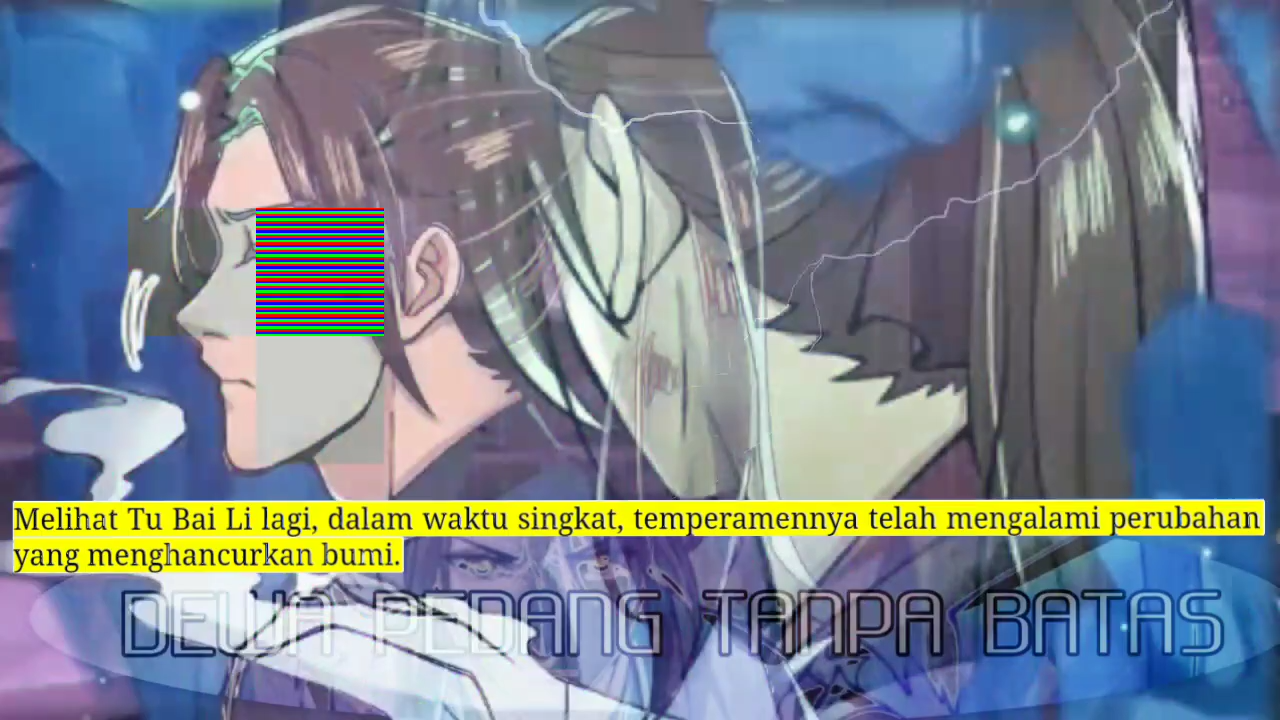 Melihat Tu Bai Li lagi, dalam waktu singkat, temperamennya telah mengalami perubahan
yang menghancurkan bumi.
DEWA PEDANG TANPA BATAS